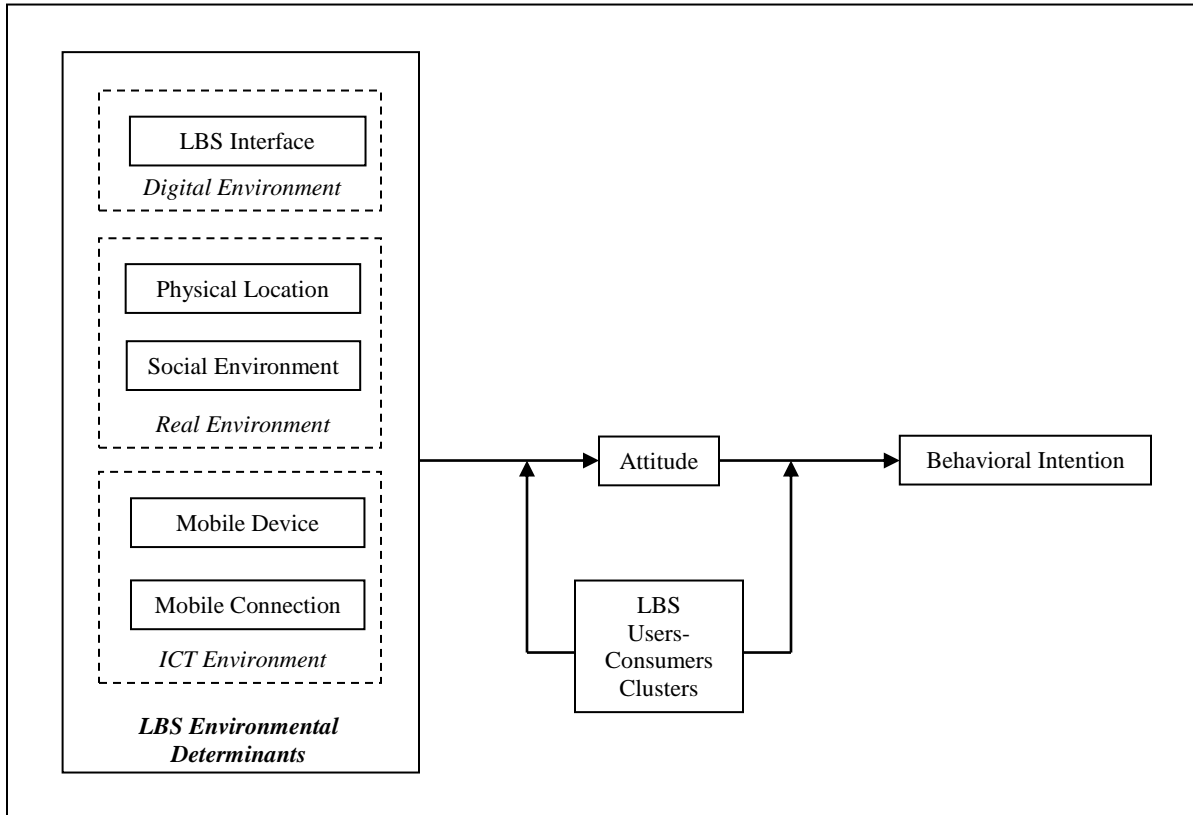 LBS Interface
Digital Environment
Physical Location
Social Environment
Real Environment
Mobile Device
Mobile Connection
ICT Environment
LBS Environmental
Determinants
Attitude
Behavioral Intention
LBS
Users-
Consumers
Clusters